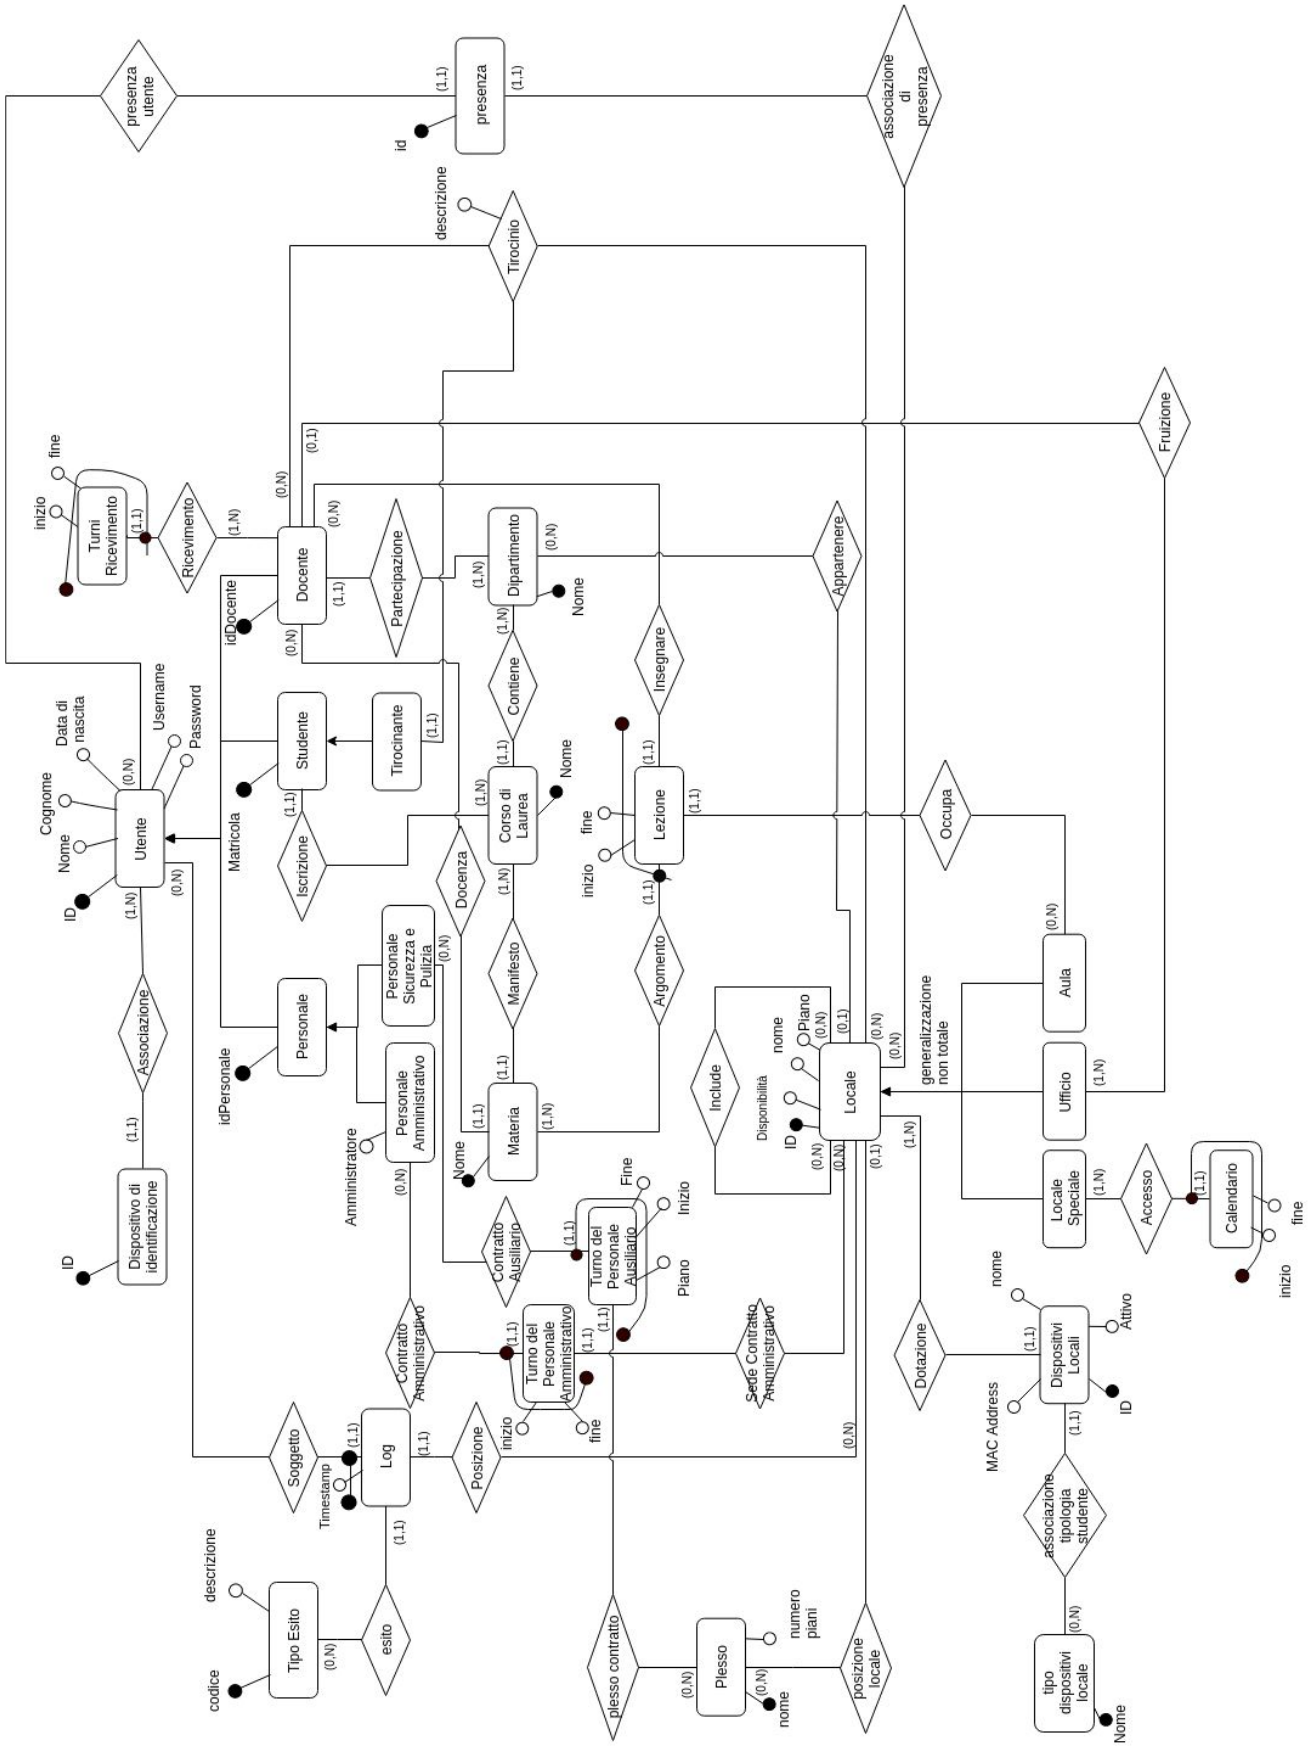 presenza
utente
(1,1)
presenza
(1,1)
id
associazione
di
presenza
descrizione
Tirocinio
fine
inizio
Turni
Ricevimento
(1,1)
Ricevimento
(1,N)
(0,N)
(0,1)
(0,N)
Docente
idDocente
(1,1)
(0,N)
Partecipazione
(1,N)
Dipartimento
(0,N)
Nome
(1,N)
Appartenere
Fruizione
Contiene
Insegnare
Data di
nascita
Username
Password
Cognome
Nome
ID
Utente
(0,N)
(0,N)
(1,N)
Matricola
Studente
(1,1)
Tirocinante
(1,1)
Iscrizione
(1,1)
(1,N)
Corso di
Laurea
Nome
(1,N)
Docenza
fine
inizio
Lezione
(1,1)
(1,1)
(1,1)
Occupa
Associazione
(1,1)
Dispositivo di
identificazione
ID
idPersonale
Personale
Personale
Sicurezza e
Pulizia
(0,N)
Personale
Amministrativo
Amministratore
(0,N)
Manifesto
(1,1)
Materia
(1,1)
(1,N)
Nome
Argomento
Include
nome
Piano
(0,N)
(0,1)
(0,N)
(0,N)
Disponibilità
ID
Locale
(0,N)
(0,N)
(0,1)
(1,N)
generalizzazione
non totale
(0,N)
Aula
Ufficio
(1,N)
Locale
Speciale
(1,N)
Accesso
(1,1)
Calendario
fine
inizio
Contratto
Ausiliario
(1,1)
Turno del
Personale
Ausiliario
(1,1)
Fine
Inizio
Piano
Contratto
Amministrativo
(1,1)
Turno del
Personale
Amministrativo
(1,1)
inizio
fine
Sede Contratto
Amministrativo
Dotazione
nome
(1,1)
Dispositivi
Locali
Attivo
ID
MAC Address
(1,1)
Soggetto
(1,1)
Timestamp
Log
(1,1)
(1,1)
Posizione
(0,N)
descrizione
codice
Tipo Esito
(0,N)
esito
plesso contratto
(0,N)
Plesso
(0,N)
nome
numero
piani
posizione
locale
associazione
tipologia
studente
(0,N)
tipo
dispositivi
locale
Nome